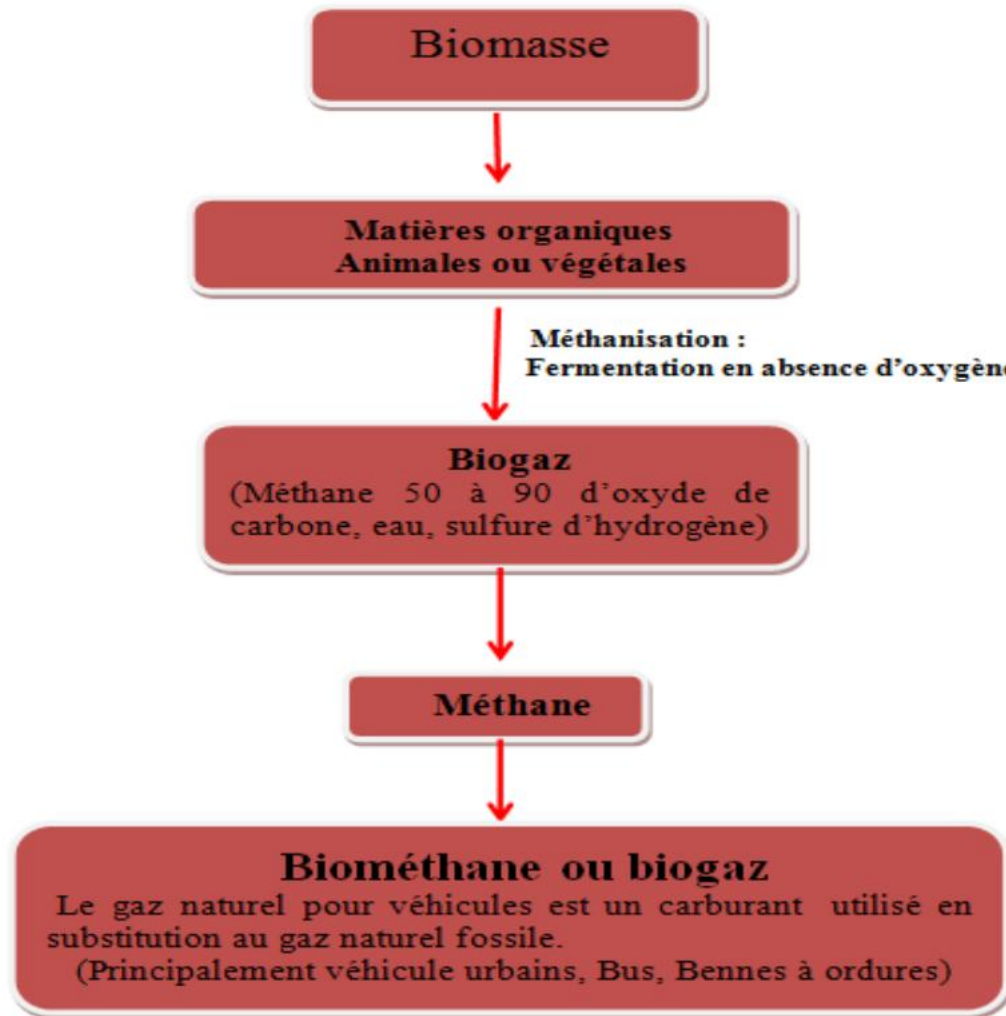 Biomasse
Matières organiques
Animales ou végétales
Méthanisation :
Fermentation en absence d'oxygène
Biogaz
(Méthane 50 à 90 d'oxyde de
carbone, eau, sulfure d'hydrogène)
Méthane
Biométhane ou biogaz
Le gaz naturel pour véhicules est un carburant utilisé en
substitution au gaz naturel fossile.
(Principalement véhicule urbains, Bus, Bennes à ordures)